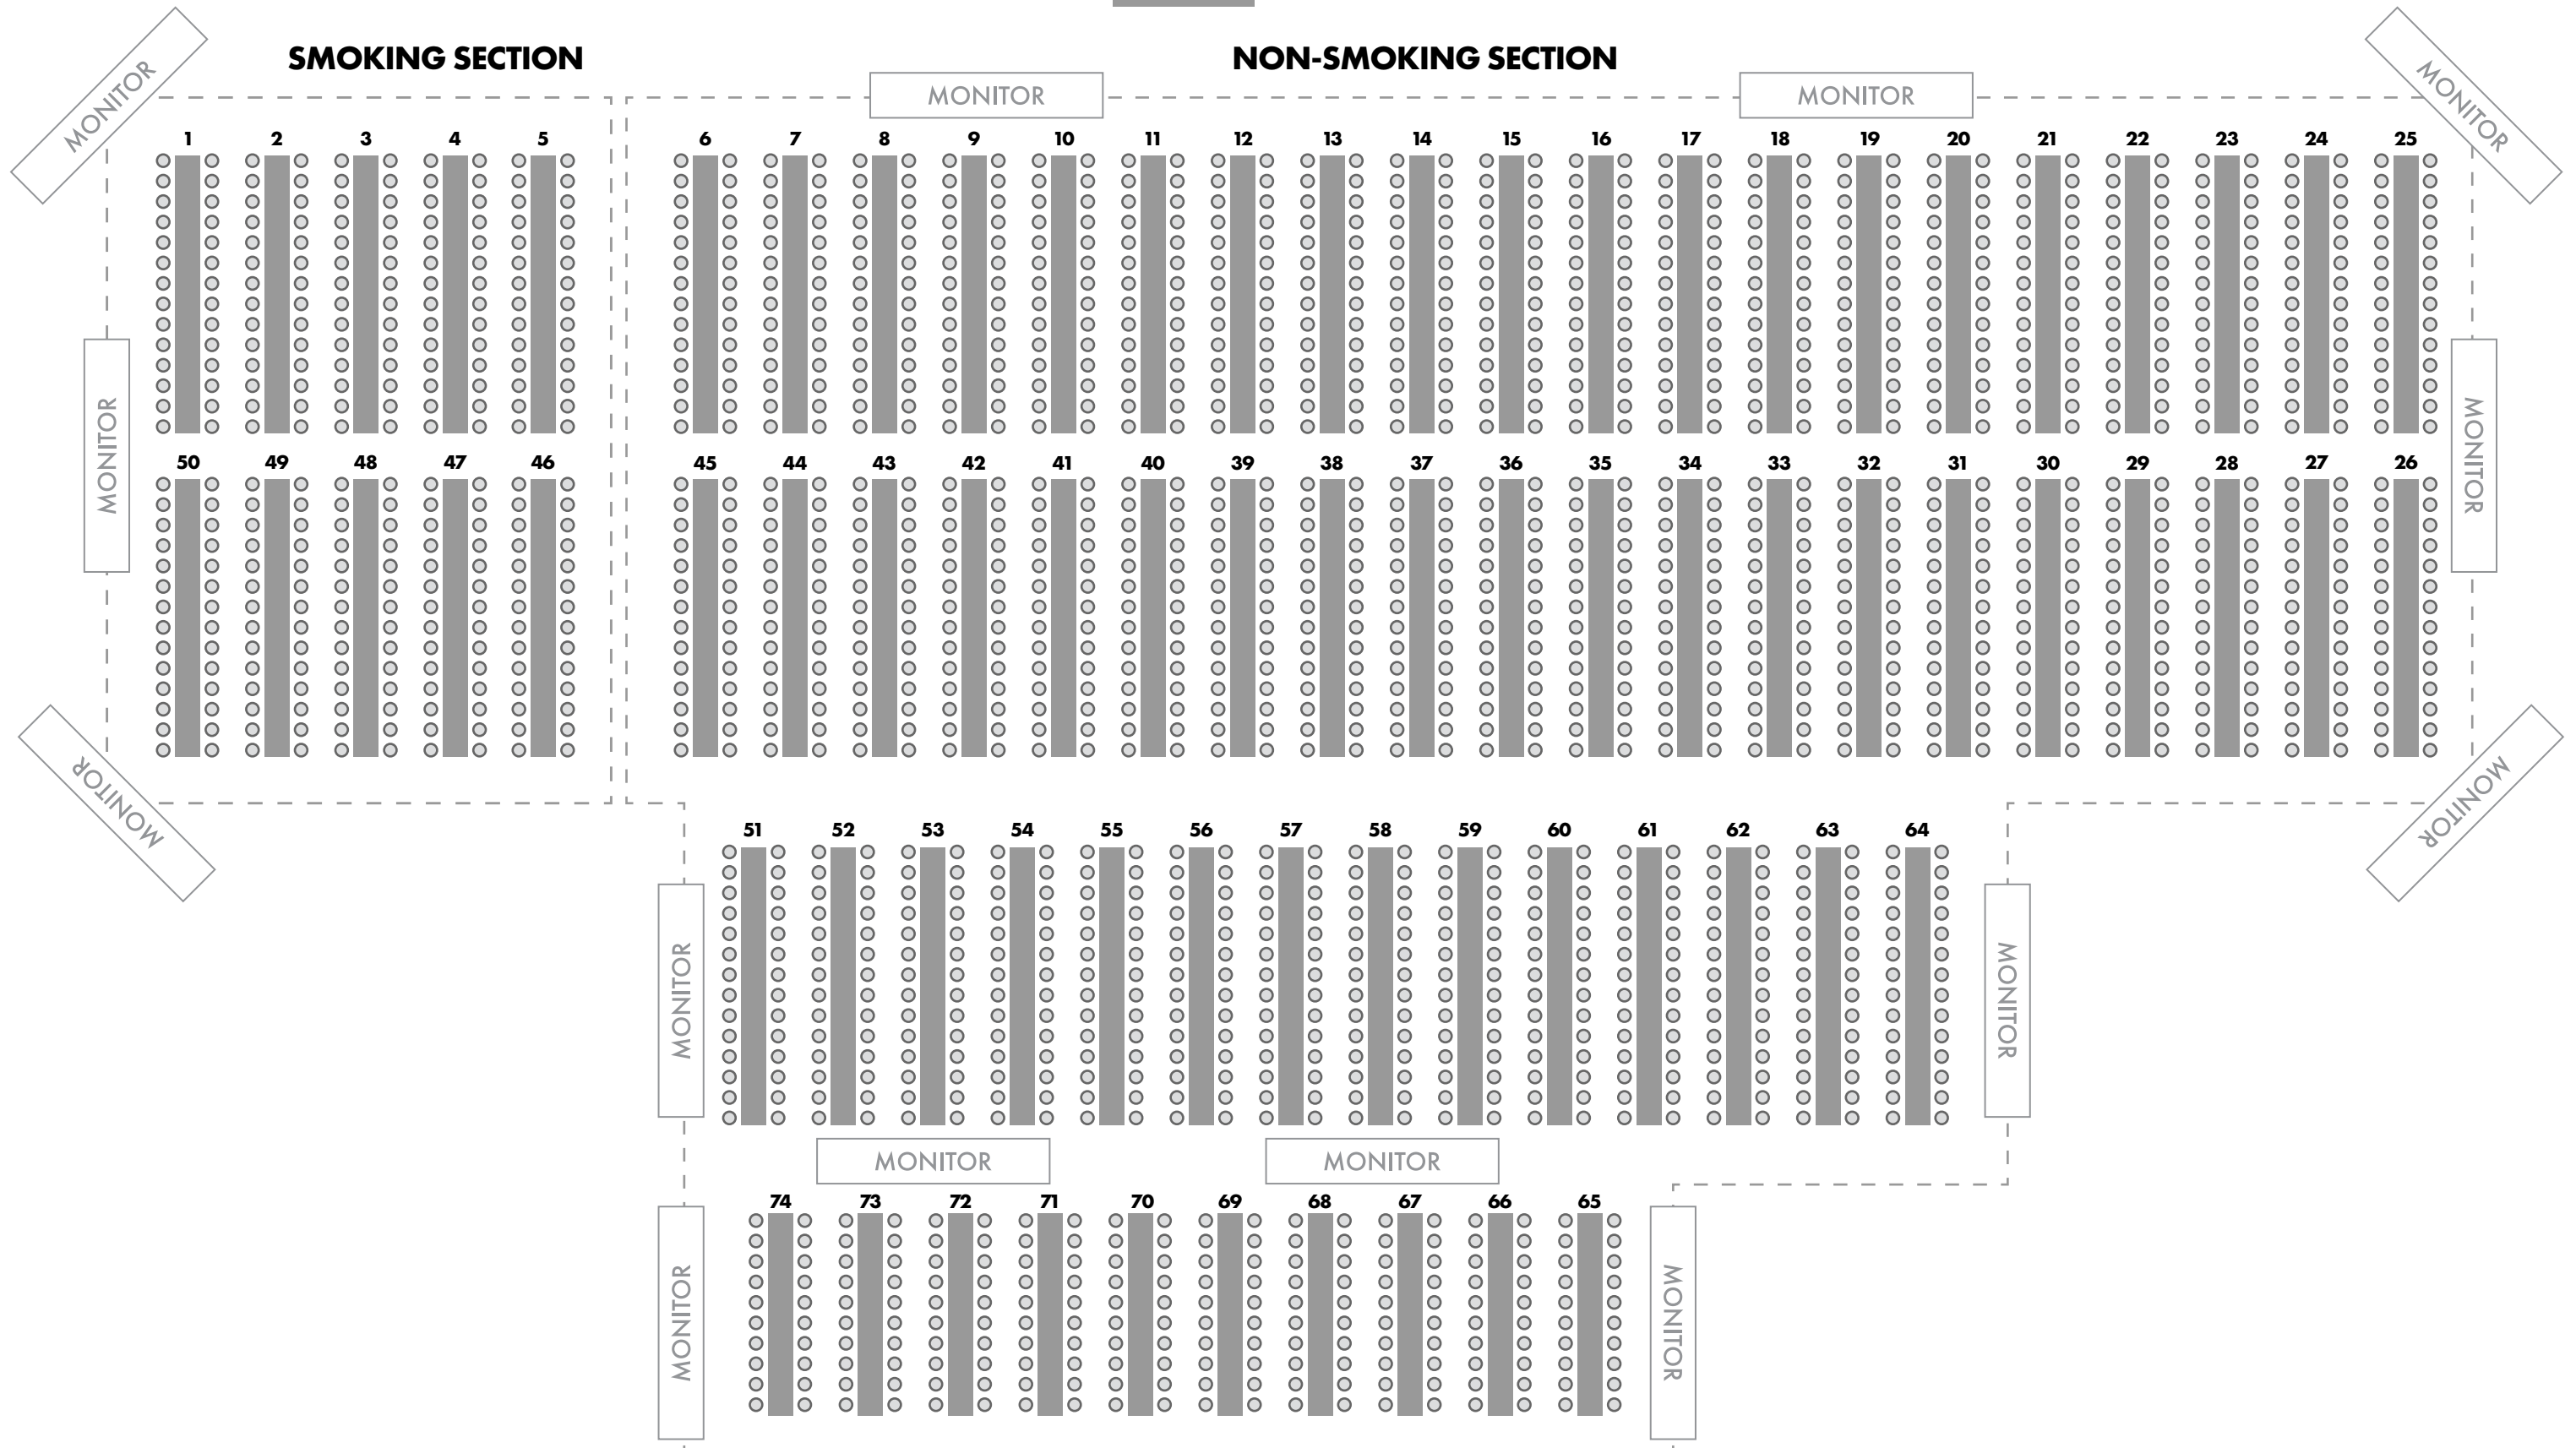 SMOKING SECTION
NON-SMOKING SECTION
MONITOR
MONITOR
MONITOR
MONITOR
1 2 3 4 5 6 7 8 9 10 11 12 13 14 15 16 17 18 19 20 21 22 23 24 25
MONITOR
MONITOR
50 49 48 47 46 45 44 43 42 41 40 39 38 37 36 35 34 33 32 31 30 29 28 27 26
MONITOR
MONITOR
51 52 53 54 55 56 57 58 59 60 61 62 63 64
MONITOR
MONITOR
MONITOR
MONITOR
74 73 72 71 70 69 68 67 66 65
MONITOR
MONITOR